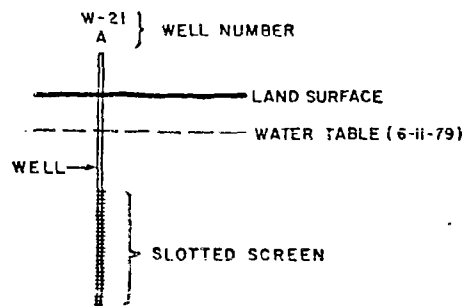 W-21
A
WELL NUMBER
LAND SURFACE
WATER TABLE (6-11-79)
WELL
SLOTTED SCREEN